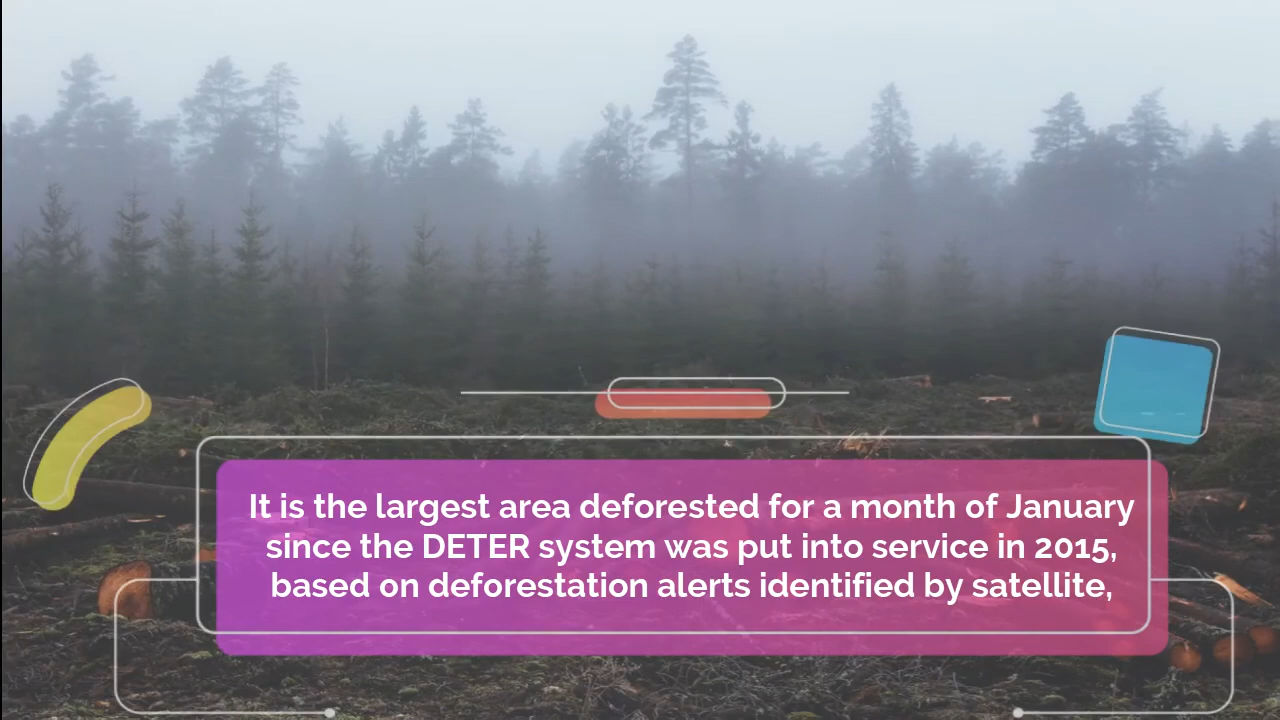 It is the largest area deforested for a month of January
since the DETER system was put into service in 2015,
based on deforestation alerts identified by satellite,